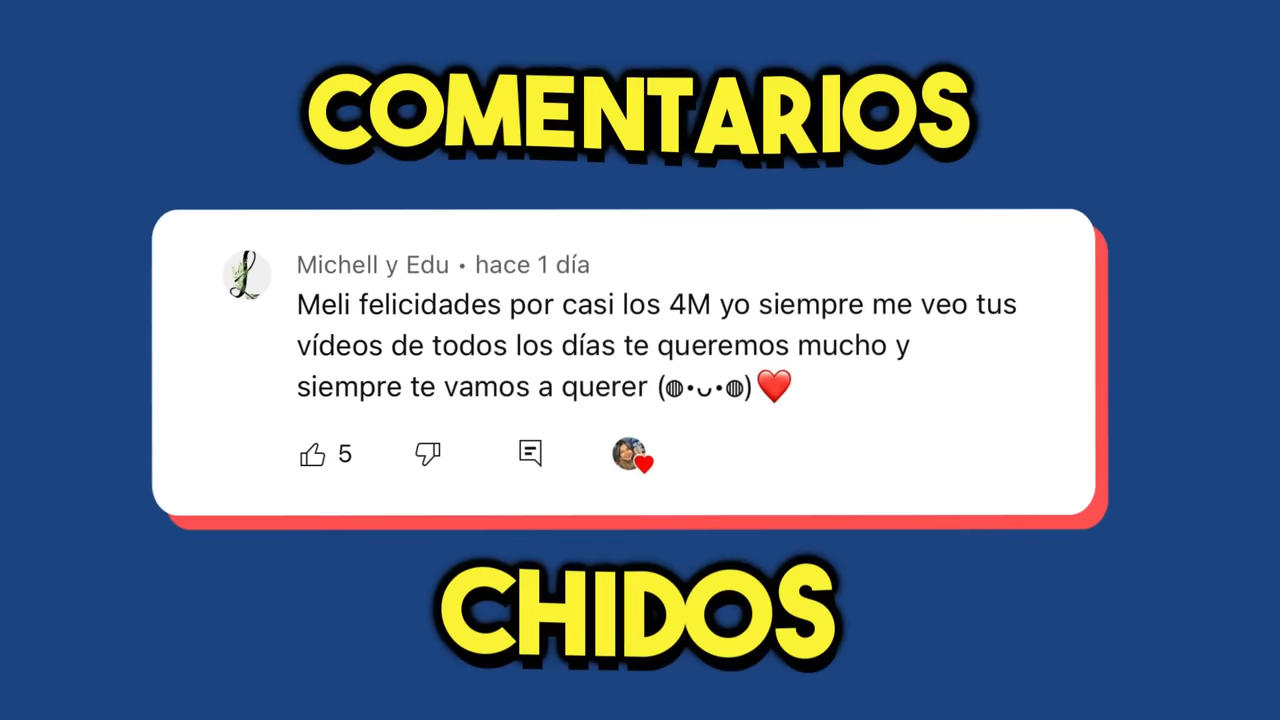 COMENTARIOS
Michell y Edu • hace 1 día
Meli felicidades por casi los 4M yo siempre me veo tus
vídeos de todos los días te queremos mucho y
siempre te vamos a querer (◍•ᴗ•◍)❤️
5
CHIDOS